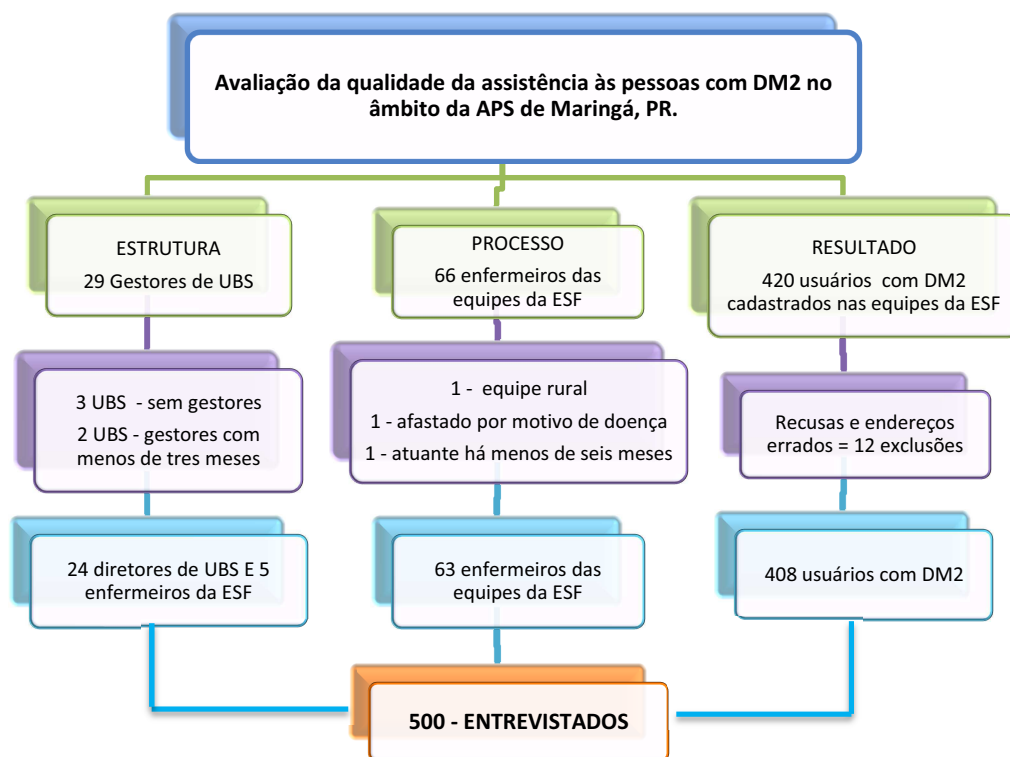 Avaliação da qualidade da assistência às pessoas com DM2 no
âmbito da APS de Maringá, PR.
ESTRUTURA
29 Gestores de UBS
PROCESSO
66 enfermeiros das
equipes da ESF
RESULTADO
420 usuários com DM2
cadastrados nas equipes da ESF
3 UBS - sem gestores
2 UBS - gestores com
menos de tres meses
1 - equipe rural
1 - afastado por motivo de doença
1 - atuante há menos de seis meses
Recusas e endereços
errados = 12 exclusões
24 diretores de UBS E 5
enfermeiros da ESF
63 enfermeiros das
equipes da ESF
408 usuários com DM2
500 - ENTREVISTADOS